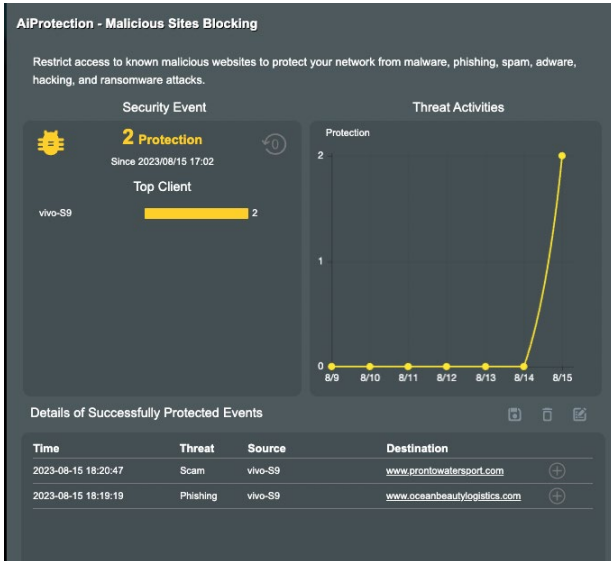 AiProtection - Malicious Sites Blocking
Restrict access to known malicious websites to protect your network from malware, phishing, spam, adware,
hacking, and ransomware attacks.
Security Event
2 Protection
0
Since 2023/08/15 17:02
Top Client
vivo-S9 2
Threat Activities
Protection
2
1
0
8/9 8/10 8/11 8/12 8/13 8/14 8/15
Details of Successfully Protected Events
Time Threat Source Destination
2023-08-15 18:20:47 Scam vivo-S9 www.prontowatersport.com
2023-08-15 18:19:19 Phishing vivo-S9 www.oceanbeautylogistics.com